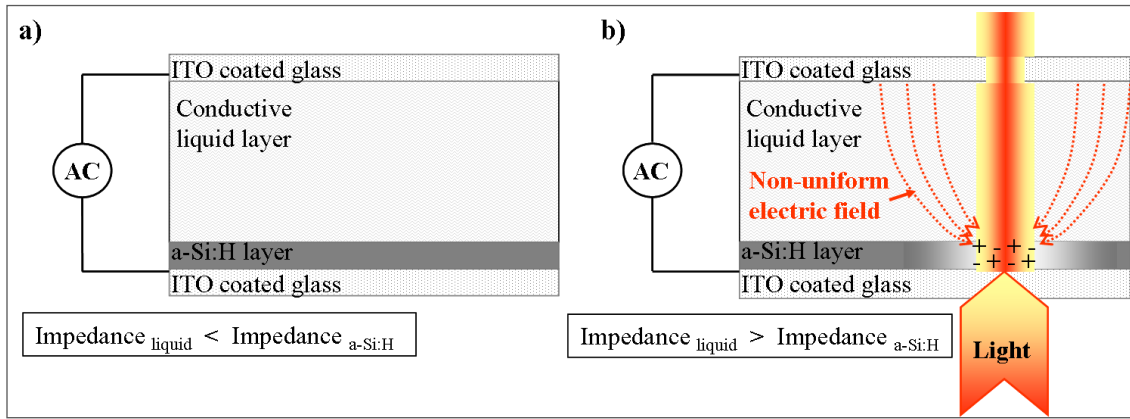 a)
ITO coated glass
Conductive
liquid layer
AC
a-Si:H layer
ITO coated glass
Impedance liquid < Impedance a-Si:H
b)
ITO coated glass
Conductive
liquid layer
AC
Non-uniform
electric field
a-Si:H layer
+ - + -
- + - +
ITO coated glass
Impedance liquid > Impedance a-Si:H
Light